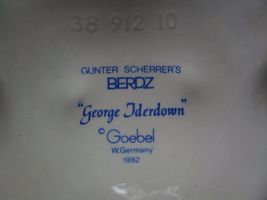 38 912 10
GUNTER SCHERRER'S
BERDZ
"George Iderdown"
© Goebel
W. Germany
1982